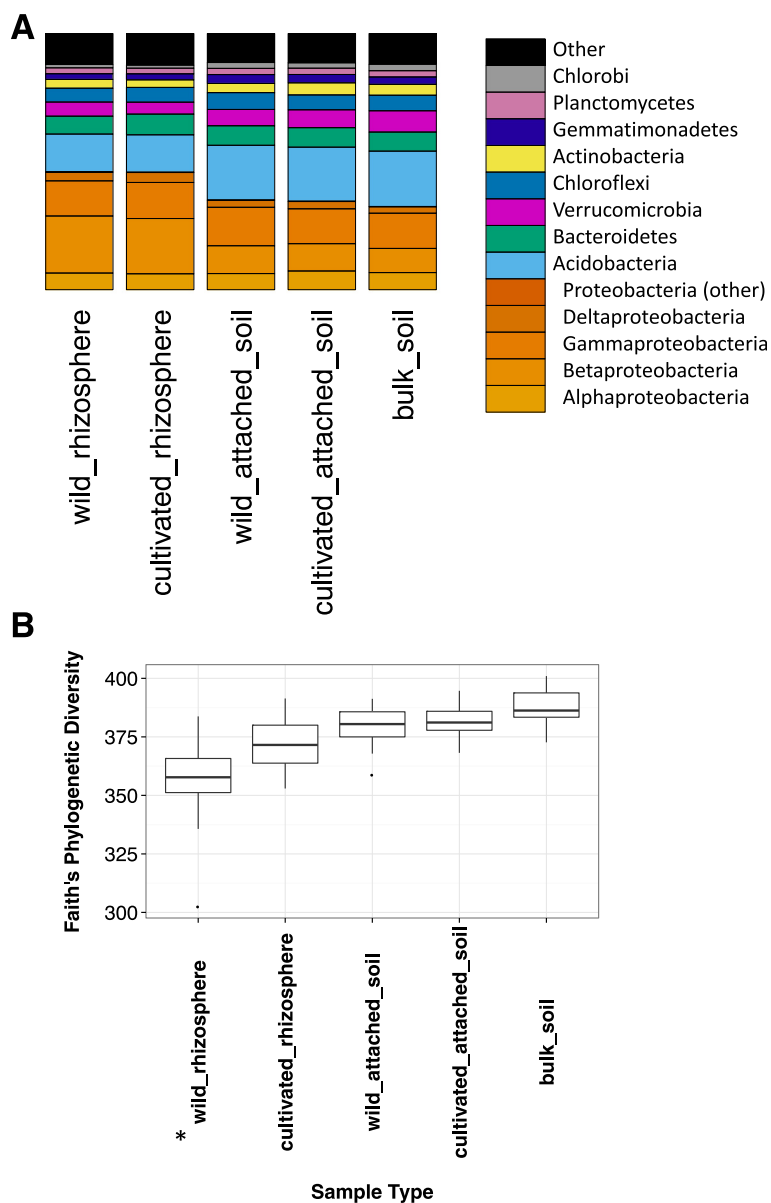 A
Other
Chlorobi
Planctomycetes
Gemmatimonadetes
Actinobacteria
Chloroflexi
Verrucomicrobia
Bacteroidetes
Acidobacteria
Proteobacteria (other)
Deltaproteobacteria
Gammaproteobacteria
Betaproteobacteria
Alphaproteobacteria
wild_rhizosphere
cultivated_rhizosphere
wild_attached_soil
cultivated_attached_soil
bulk_soil
B
Faith's Phylogenetic Diversity
400
375
350
325
300
* wild_rhizosphere
cultivated_rhizosphere
wild_attached_soil
cultivated_attached_soil
bulk_soil
Sample Type